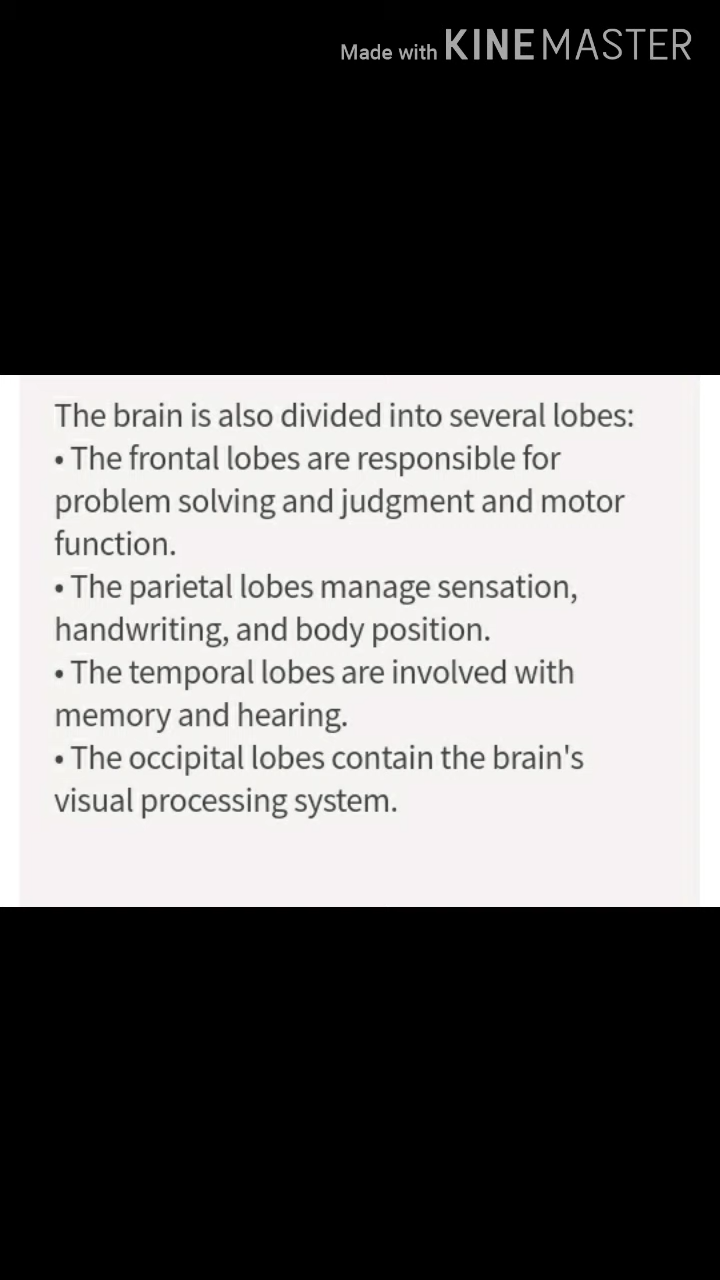 Made with KINEMASTER
The brain is also divided into several lobes:
• The frontal lobes are responsible for
problem solving and judgment and motor
function.
• The parietal lobes manage sensation,
handwriting, and body position.
• The temporal lobes are involved with
memory and hearing.
• The occipital lobes contain the brain's
visual processing system.